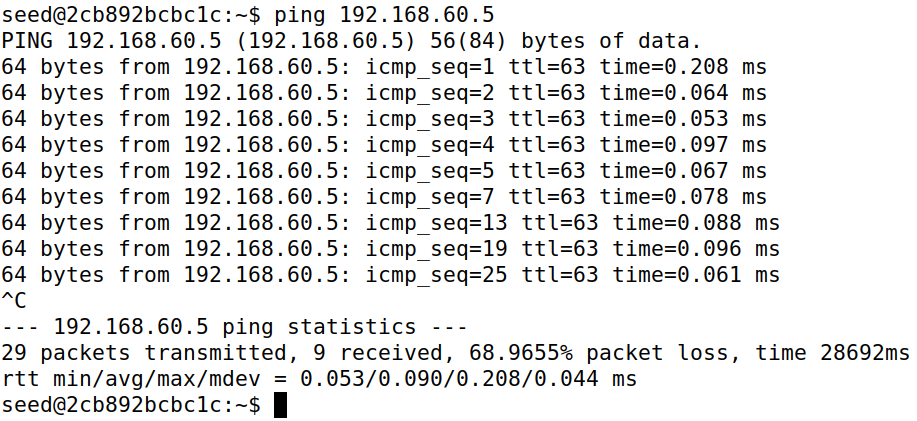 seed@2cb892bcbc1c:~$ ping 192.168.60.5
PING 192.168.60.5 (192.168.60.5) 56(84) bytes of data.
64 bytes from 192.168.60.5: icmp_seq=1 ttl=63 time=0.208 ms
64 bytes from 192.168.60.5: icmp_seq=2 ttl=63 time=0.064 ms
64 bytes from 192.168.60.5: icmp_seq=3 ttl=63 time=0.053 ms
64 bytes from 192.168.60.5: icmp_seq=4 ttl=63 time=0.097 ms
64 bytes from 192.168.60.5: icmp_seq=5 ttl=63 time=0.067 ms
64 bytes from 192.168.60.5: icmp_seq=7 ttl=63 time=0.078 ms
64 bytes from 192.168.60.5: icmp_seq=13 ttl=63 time=0.088 ms
64 bytes from 192.168.60.5: icmp_seq=19 ttl=63 time=0.096 ms
64 bytes from 192.168.60.5: icmp_seq=25 ttl=63 time=0.061 ms
^C
--- 192.168.60.5 ping statistics ---
29 packets transmitted, 9 received, 68.9655% packet loss, time 28692ms
rtt min/avg/max/mdev = 0.053/0.090/0.208/0.044 ms
seed@2cb892bcbc1c:~$